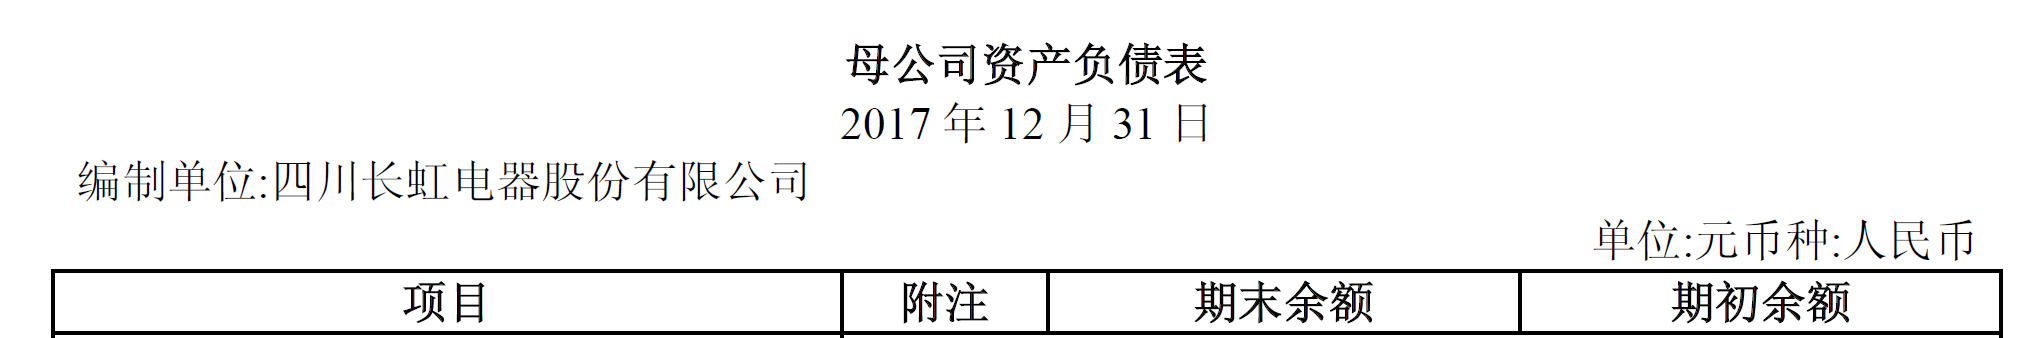 母公司资产负债表
2017 年 12 月 31 日
编制单位:四川长虹电器股份有限公司
单位:元币种:人民币
项目 附注 期末余额 期初余额